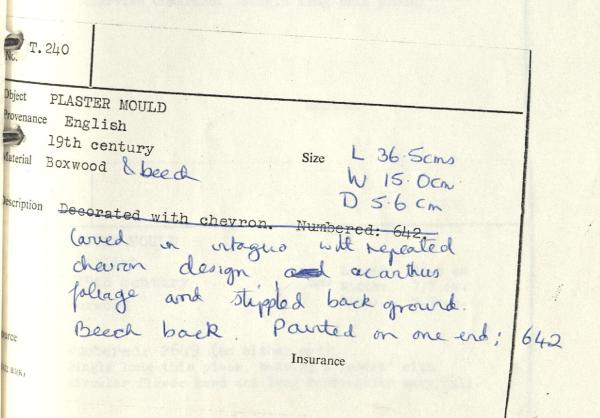 No. T.240
Object PLASTER MOULD
Provenance English
19th century
Material Boxwood & beech
Size L 36.5cms
W 15.0cm
D 5.6cm
Description Decorated with chevron. Numbered: 642.
Carved in intaglio with repeated
chevron design and acanthus
foliage and stippled background.
Beech back. Painted on one end; 642
Insurance